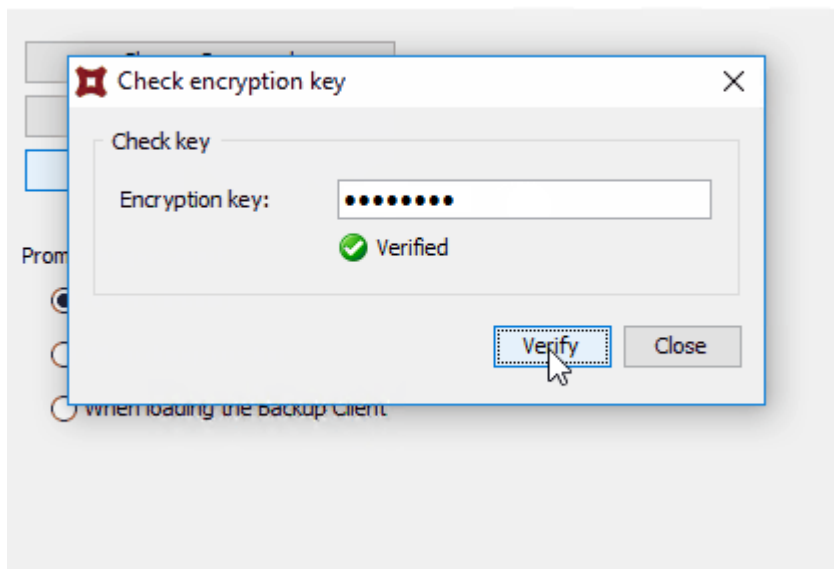 Check encryption key
Check key
Encryption key:
Verified
Prom
Verify
Close
When loading the Backup Client